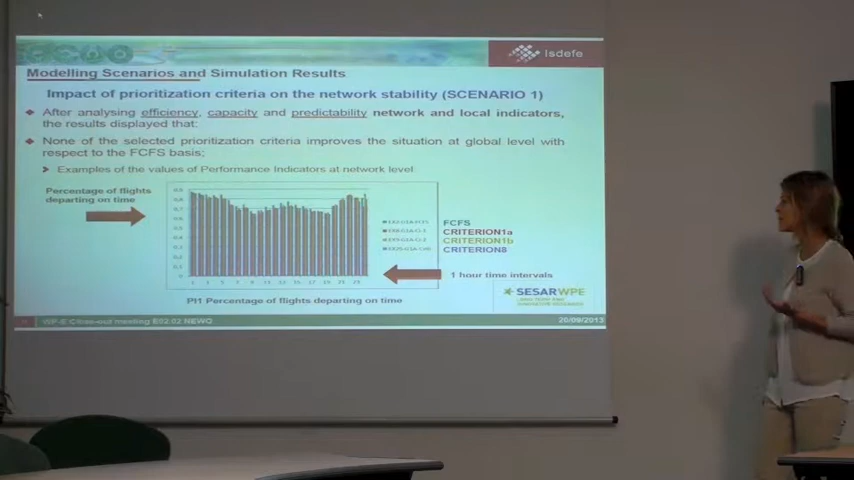 Isdefe
Modelling Scenarios and Simulation Results
Impact of prioritization criteria on the network stability (SCENARIO 1)
After analysing efficiency, capacity and predictability network and local indicators,
the results displayed that:
None of the selected prioritization criteria improves the situation at global level with
respect to the FCFS basis;
Examples of the values of Performance Indicators at network level
Percentage of flights
departing on time
FCFS
CRITERION1a
CRITERION1b
CRITERION8
1 hour time intervals
PI1 Percentage of flights departing on time
SESARWPE
WP-E Close-out meeting E02.02 NEWO
20/09/2013